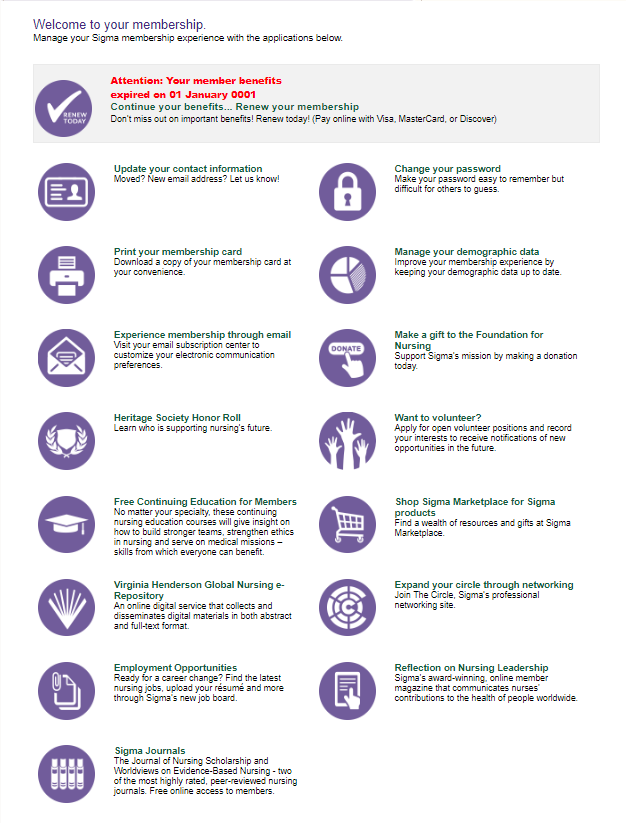 Welcome to your membership.
Manage your Sigma membership experience with the applications below.
RENEW
TODAY
Attention: Your member benefits
expired on 01 January 0001
Continue your benefits... Renew your membership
Don't miss out on important benefits! Renew today! (Pay online with Visa, MasterCard, or Discover)
Update your contact information
Moved? New email address? Let us know!
Change your password
Make your password easy to remember but
difficult for others to guess.
Print your membership card
Download a copy of your membership card at
your convenience.
Manage your demographic data
Improve your membership experience by
keeping your demographic data up to date.
Experience membership through email
Visit your email subscription center to
customize your electronic communication
preferences.
DONATE
Make a gift to the Foundation for
Nursing
Support Sigma's mission by making a donation
today.
Heritage Society Honor Roll
Learn who is supporting nursing's future.
Want to volunteer?
Apply for open volunteer positions and record
your interests to receive notifications of new
opportunities in the future.
Free Continuing Education for Members
No matter your specialty, these continuing
nursing education courses will give insight on
how to build stronger teams, strengthen ethics
in nursing and serve on medical missions –
skills from which everyone can benefit.
Shop Sigma Marketplace for Sigma
products
Find a wealth of resources and gifts at Sigma
Marketplace.
Virginia Henderson Global Nursing e-
Repository
An online digital service that collects and
disseminates digital materials in both abstract
and full-text format.
C
Expand your circle through networking
Join The Circle, Sigma's professional
networking site.
Employment Opportunities
Ready for a career change? Find the latest
nursing jobs, upload your résumé and more
through Sigma's new job board.
Reflection on Nursing Leadership
Sigma's award-winning, online member
magazine that communicates nurses'
contributions to the health of people worldwide.
Sigma Journals
The Journal of Nursing Scholarship and
Worldviews on Evidence-Based Nursing - two
of the most highly rated, peer-reviewed nursing
journals. Free online access to members.